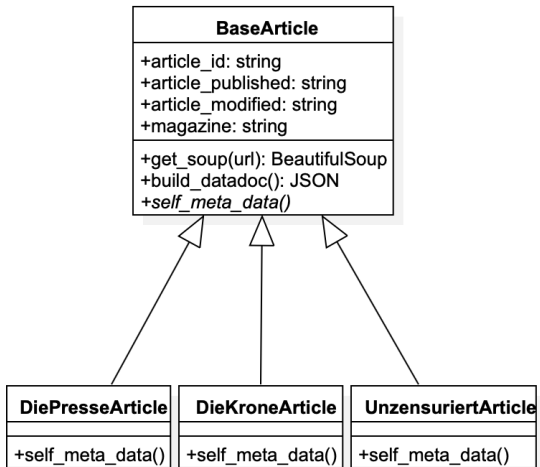 BaseArticle
+article_id: string
+article_published: string
+article_modified: string
+magazine: string
+get_soup(url): BeautifulSoup
+build_datadoc(): JSON
+self_meta_data()
DiePresseArticle
+self_meta_data()
DieKroneArticle
+self_meta_data()
UnzensuriertArticle
+self_meta_data()